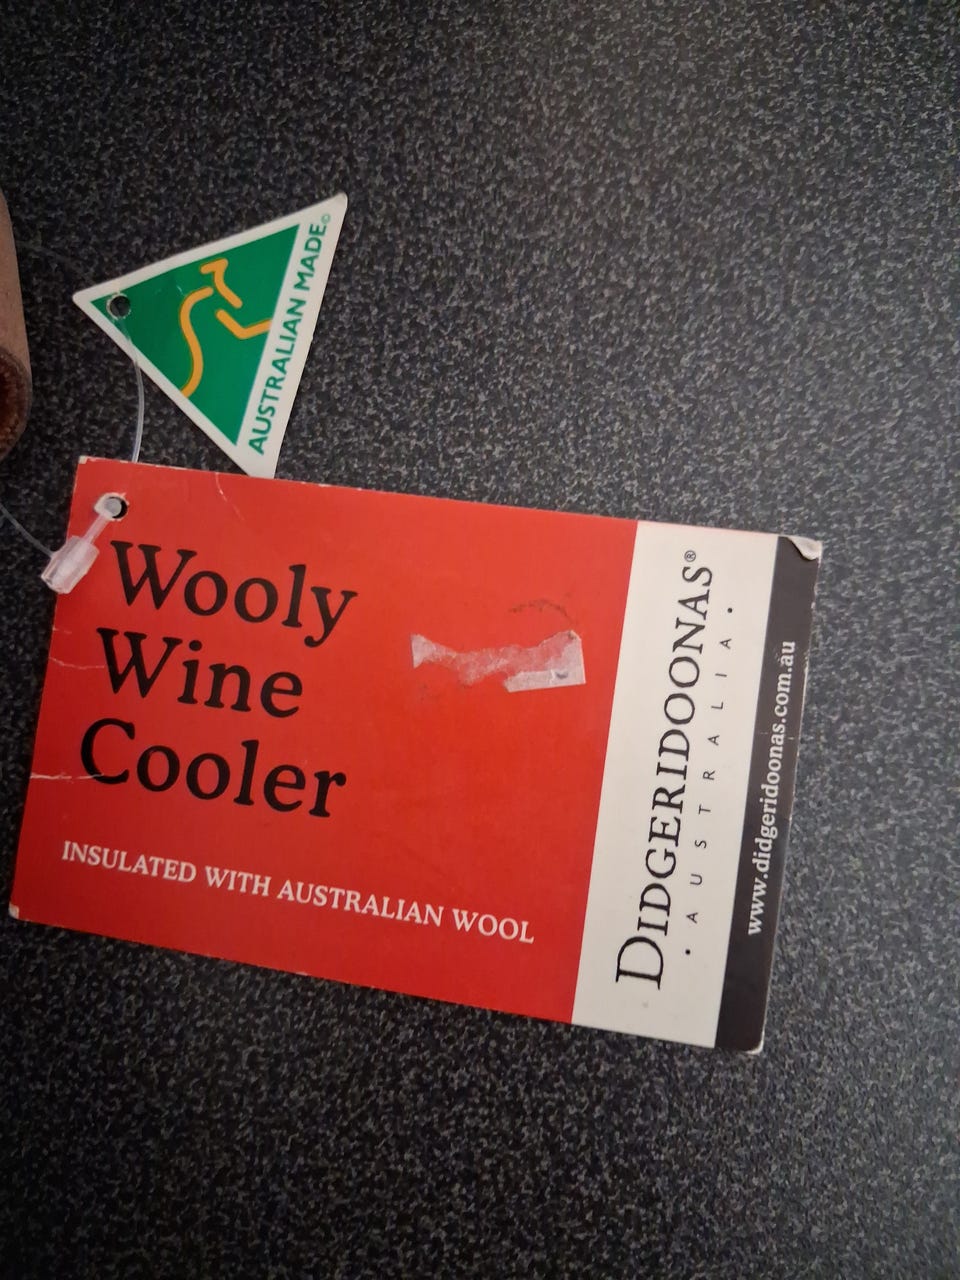 AUSTRALIAN MADE©
Wooly
Wine
Cooler
INSULATED WITH AUSTRALIAN WOOL
DIDGERIDOONAS®
• AUSTRALIA •
www.didgeridoonas.com.au